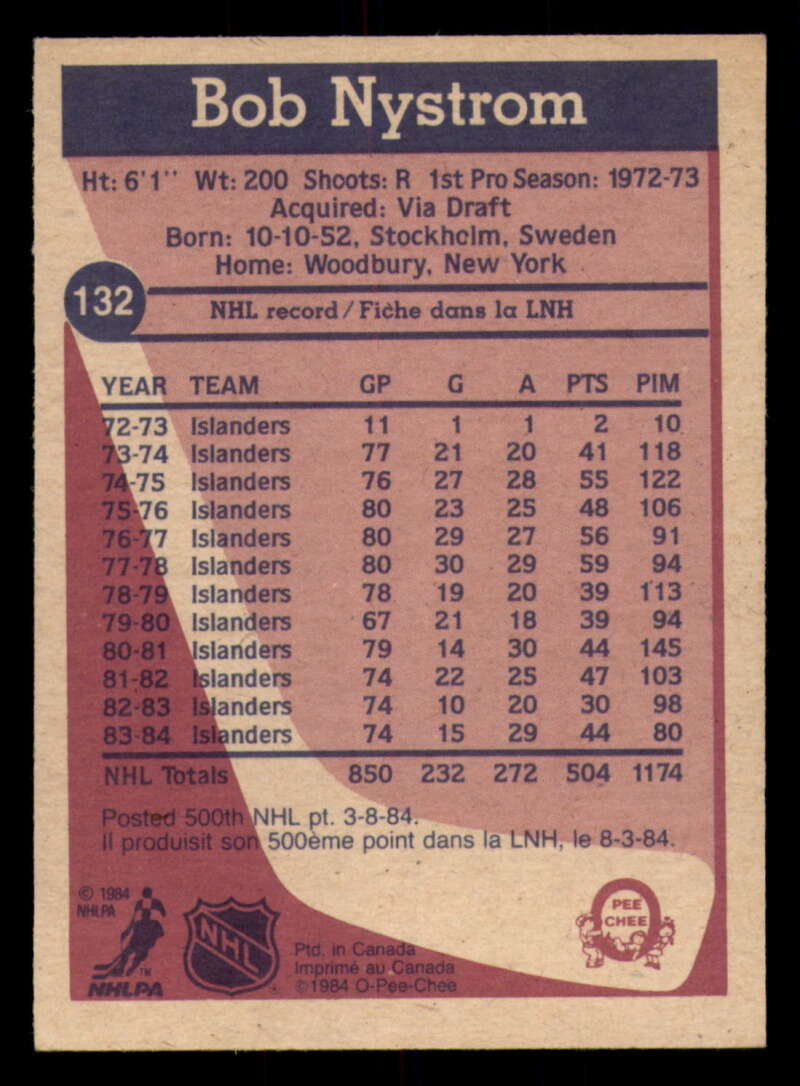 Bob Nystrom
Ht: 6'1'' Wt: 200 Shoots: R 1st Pro Season: 1972-73
Acquired: Via Draft
Born: 10-10-52, Stockholm, Sweden
Home: Woodbury, New York
132
NHL record / Fiche dans la LNH
YEAR TEAM GP G A PTS PIM
72-73 Islanders 11 1 1 2 10
73-74 Islanders 77 21 20 41 118
74-75 Islanders 76 27 28 55 122
75-76 Islanders 80 23 25 48 106
76-77 Islanders 80 29 27 56 91
77-78 Islanders 80 30 29 59 94
78-79 Islanders 78 19 20 39 113
79-80 Islanders 67 21 18 39 94
80-81 Islanders 79 14 30 44 145
81-82 Islanders 74 22 25 47 103
82-83 Islanders 74 10 20 30 98
83-84 Islanders 74 15 29 44 80
NHL Totals 850 232 272 504 1174
Posted 500th NHL pt. 3-8-84.
Il produisit son 500ème point dans la LNH, le 8-3-84.
© 1984
NHLPA
TM
NHLPA
NHL
Ptd. in Canada
Imprimé au Canada
©1984 O-Pee-Chee
PEE
CHEE